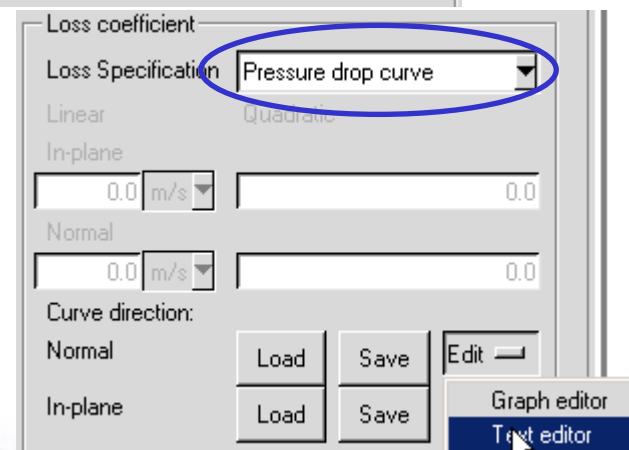 Loss coefficient
Loss Specification Pressure drop curve
Linear Quadratic
In-plane
0.0 m/s 0.0
Normal
0.0 m/s 0.0
Curve direction:
Normal Load Save Edit
In-plane Load Save
Graph editor
Text editor